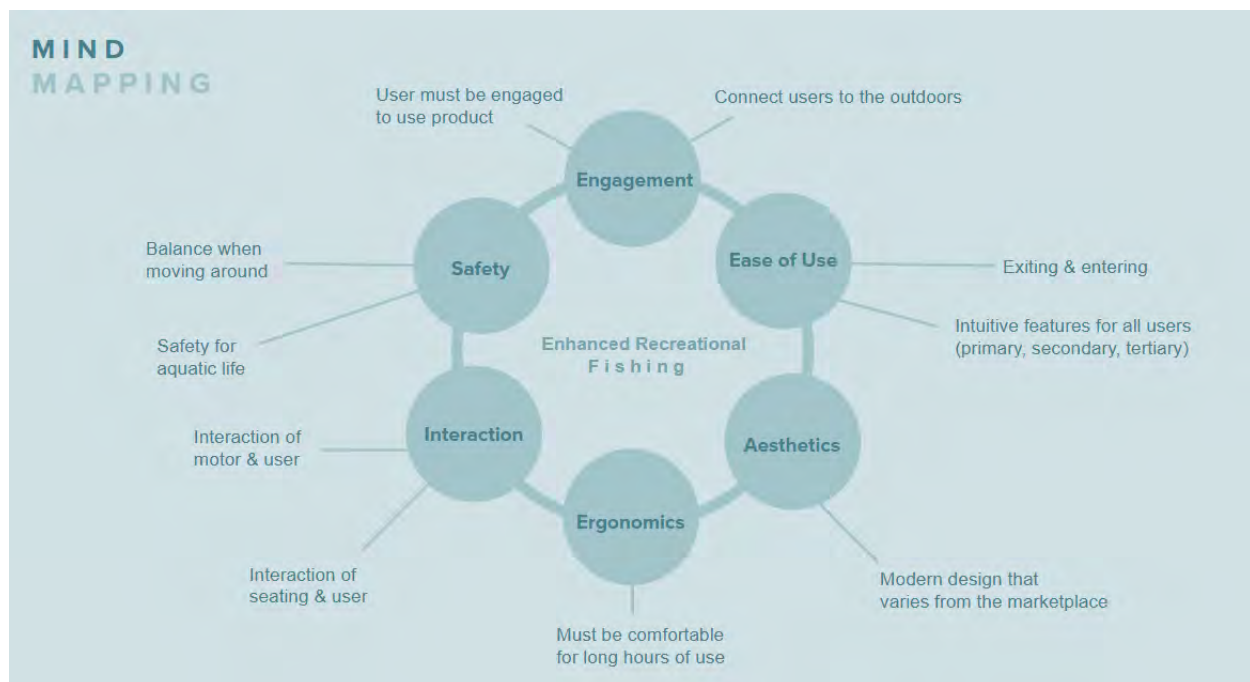 MIND
MAPPING
User must be engaged
to use product
Connect users to the outdoors
Engagement
Balance when
moving around
Safety
Ease of Use
Exiting & entering
Safety for
aquatic life
Enhanced Recreational
Fishing
Intuitive features for all users
(primary, secondary, tertiary)
Interaction of
motor & user
Interaction
Aesthetics
Ergonomics
Interaction of
seating & user
Modern design that
varies from the marketplace
Must be comfortable
for long hours of use